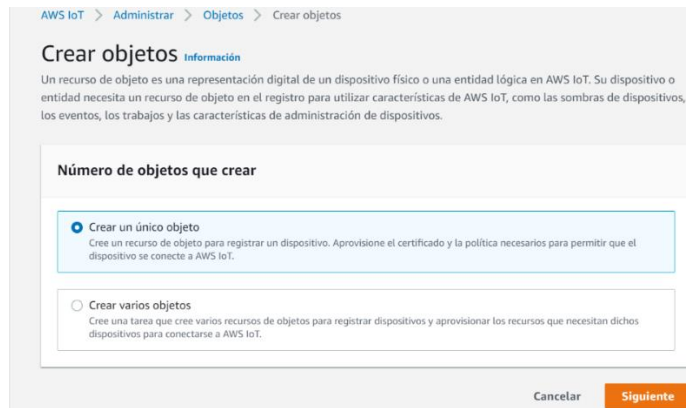 AWS IoT > Administrar > Objetos > Crear objetos
Crear objetos Información
Un recurso de objeto es una representación digital de un dispositivo físico o una entidad lógica en AWS IoT. Su dispositivo o
entidad necesita un recurso de objeto en el registro para utilizar características de AWS IoT, como las sombras de dispositivos,
los eventos, los trabajos y las características de administración de dispositivos.
Número de objetos que crear
Crear un único objeto
Cree un recurso de objeto para registrar un dispositivo. Aprovisione el certificado y la política necesarios para permitir que el
dispositivo se conecte a AWS IoT.
Crear varios objetos
Cree una tarea que cree varios recursos de objetos para registrar dispositivos y aprovisionar los recursos que necesitan dichos
dispositivos para conectarse a AWS IoT.
Cancelar Siguiente